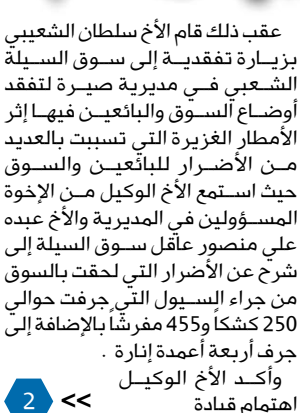 عقب ذلك قام الأخ سلطان الشعيبي
بزيارة تفقدية إلى سوق السيلة
الشعبي في مديرية صيرة لتفقد
أوضاع السوق والبائعين فيها إثر
الأمطار الغزيرة التي تسببت بالعديد
من الأضرار للبائعين والسوق
حيث استمع الأخ الوكيل من الإخوة
المسؤولين في المديرية والأخ عبده
علي منصور عاقل سوق السيلة إلى
شرح عن الأضرار التي لحقت بالسوق
من جراء السيول التي جرفت حوالي
250 كشكاً و455 مفرشاً بالإضافة إلى
جرف أربعة أعمدة إنارة .
وأكد الأخ الوكيل
اهتمام قيادة
>> 2